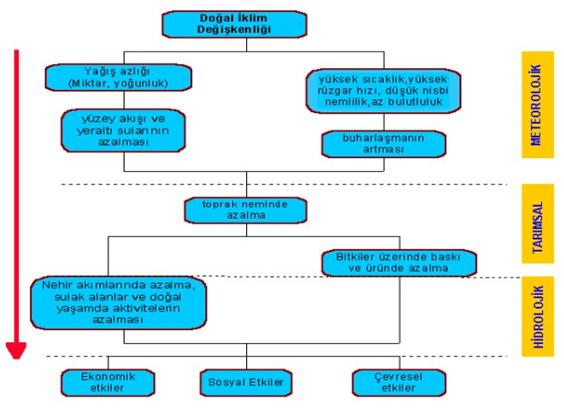 Doğal İklim
Değişkenliği
Yağış azlığı
(Miktar, yoğunluk)
yüksek sıcaklık,yüksek
rüzgar hızı, düşük nisbi
nemlilik,az bulutluluk
yüzey akışı ve
yeraltı sularının
azalması
buharlaşmanın
artması
METEOROLOJİK
toprak neminde
azalma
TARIMSAL
Bitkiler üzerinde baskı
ve üründe azalma
Nehir akımlarında azalma,
sulak alanlar ve doğal
yaşamda aktivitelerin
azalması
HİDROLOJİK
Ekonomik
etkiler
Sosyal Etkiler
Çevresel
etkiler